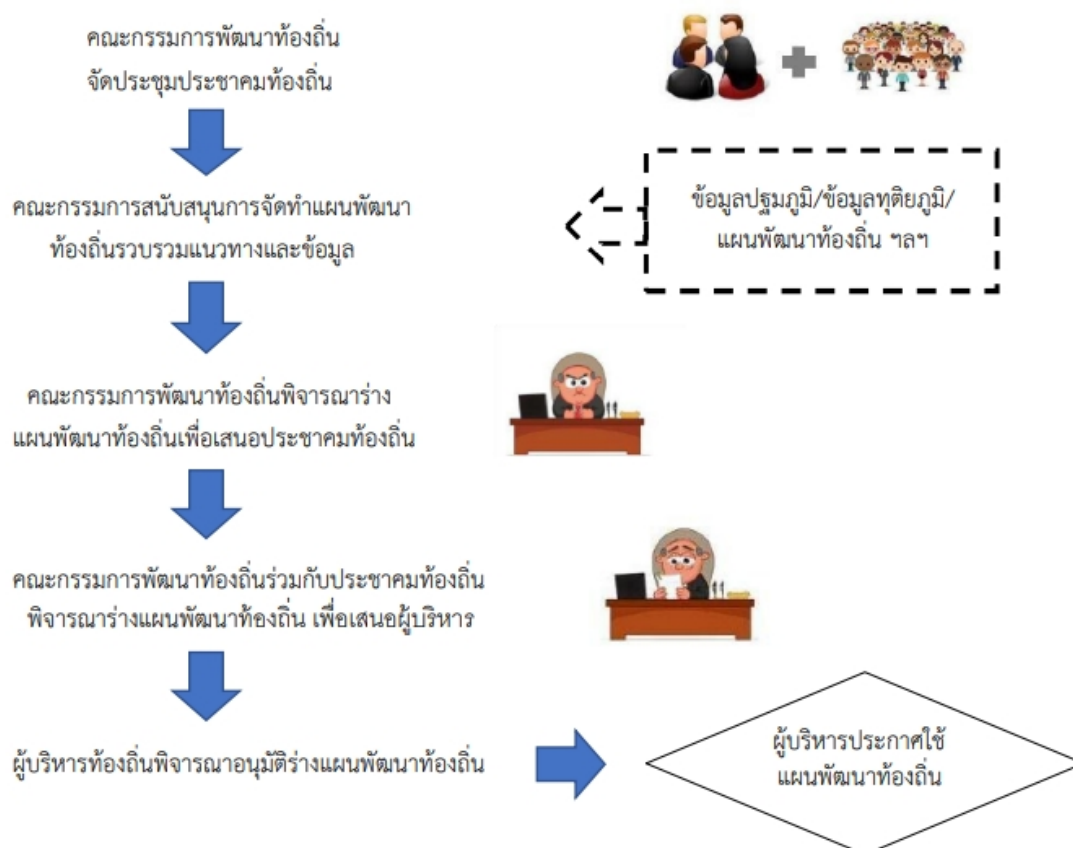 คณะกรรมการพัฒนาท้องถิ่น
จัดประชุมประชาคมท้องถิ่น
คณะกรรมการสนับสนุนการจัดทำแผนพัฒนา
ท้องถิ่นรวบรวมแนวทางและข้อมูล
ข้อมูลปฐมภูมิ/ข้อมูลทุติยภูมิ/
แผนพัฒนาท้องถิ่น ฯลฯ
คณะกรรมการพัฒนาท้องถิ่นพิจารณาร่าง
แผนพัฒนาท้องถิ่นเพื่อเสนอประชาคมท้องถิ่น
คณะกรรมการพัฒนาท้องถิ่นร่วมกับประชาคมท้องถิ่น
พิจารณาร่างแผนพัฒนาท้องถิ่น เพื่อเสนอผู้บริหาร
ผู้บริหารท้องถิ่นพิจารณาอนุมัติร่างแผนพัฒนาท้องถิ่น
ผู้บริหารประกาศใช้
แผนพัฒนาท้องถิ่น